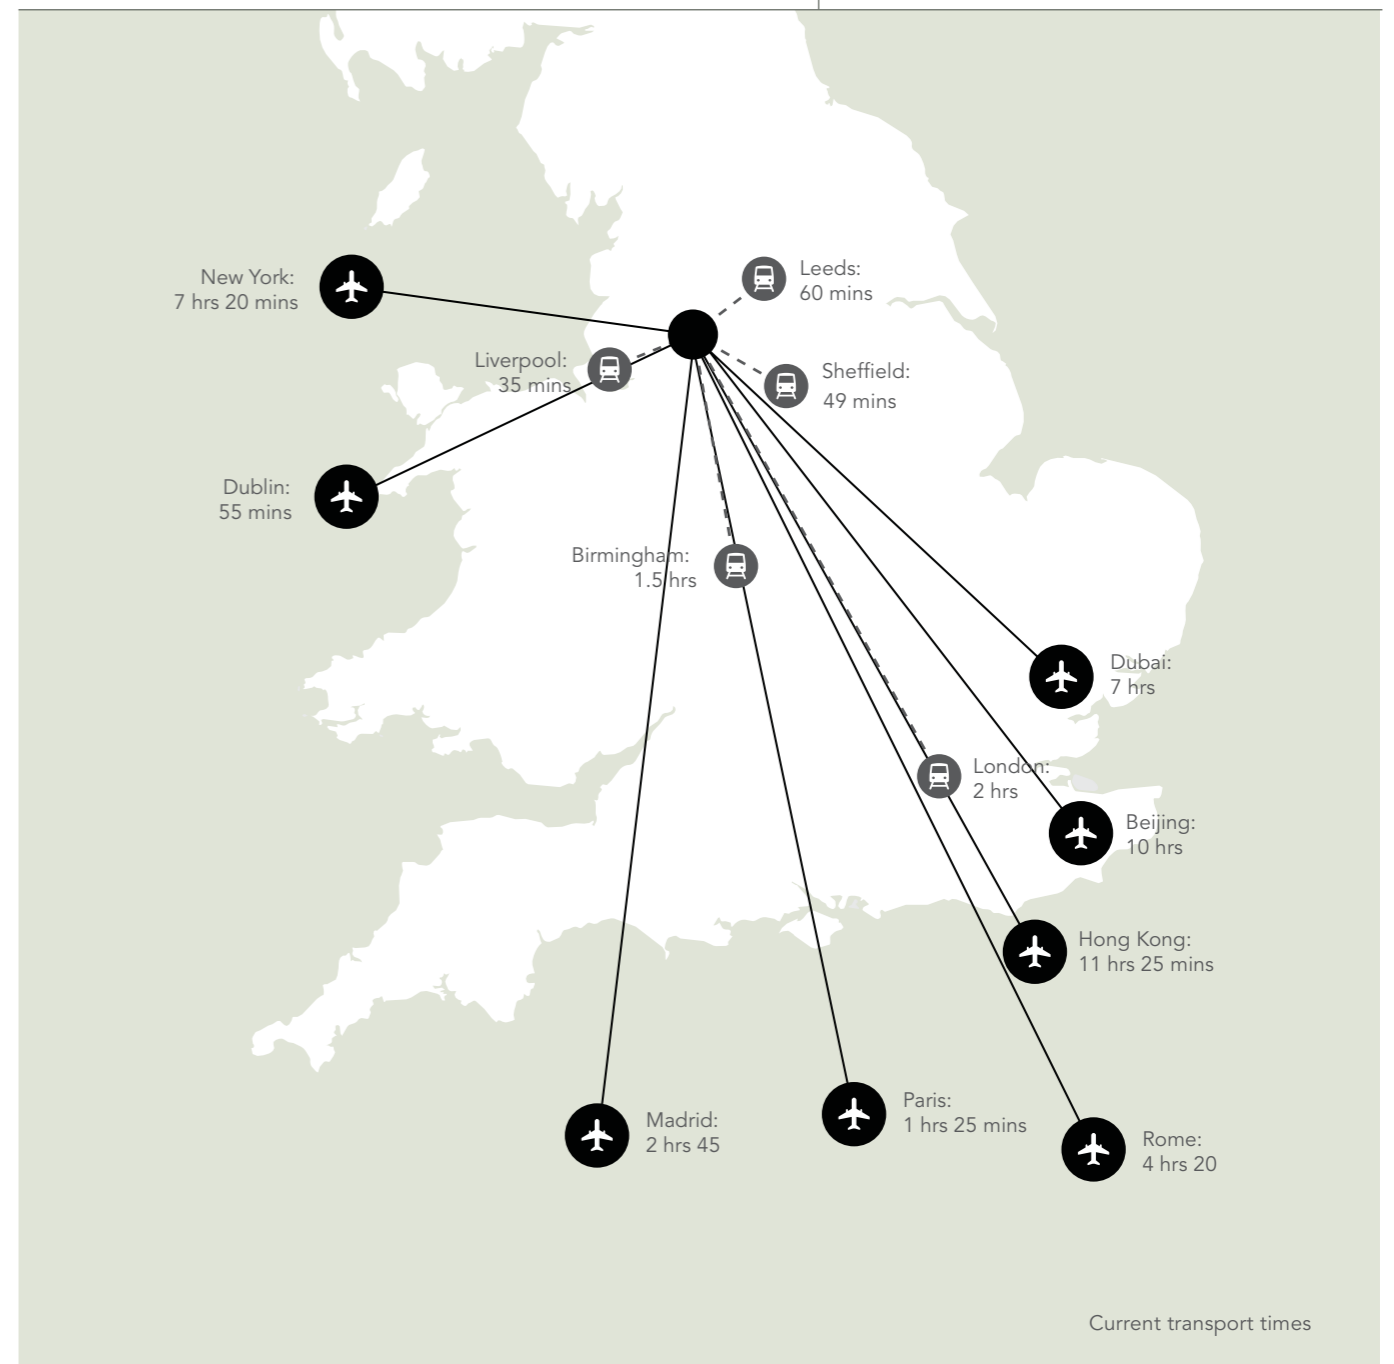 New York:
7 hrs 20 mins
Leeds:
60 mins
Liverpool:
35 mins
Sheffield:
49 mins
Dublin:
55 mins
Birmingham:
1.5 hrs
Dubai:
7 hrs
London:
2 hrs
Beijing:
10 hrs
Hong Kong:
11 hrs 25 mins
Madrid:
2 hrs 45
Paris:
1 hrs 25 mins
Rome:
4 hrs 20
Current transport times